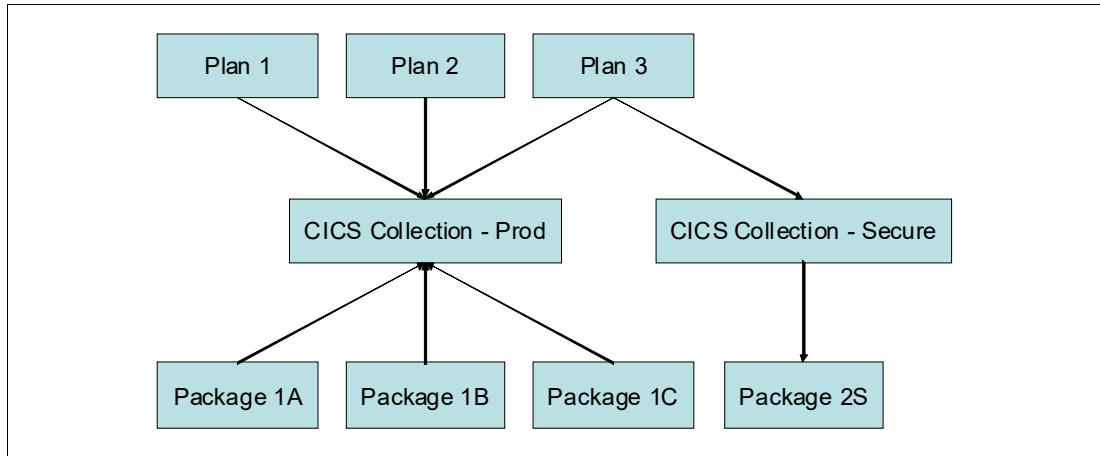 Plan 1
Plan 2
Plan 3
CICS Collection - Prod
CICS Collection - Secure
Package 1A
Package 1B
Package 1C
Package 2S